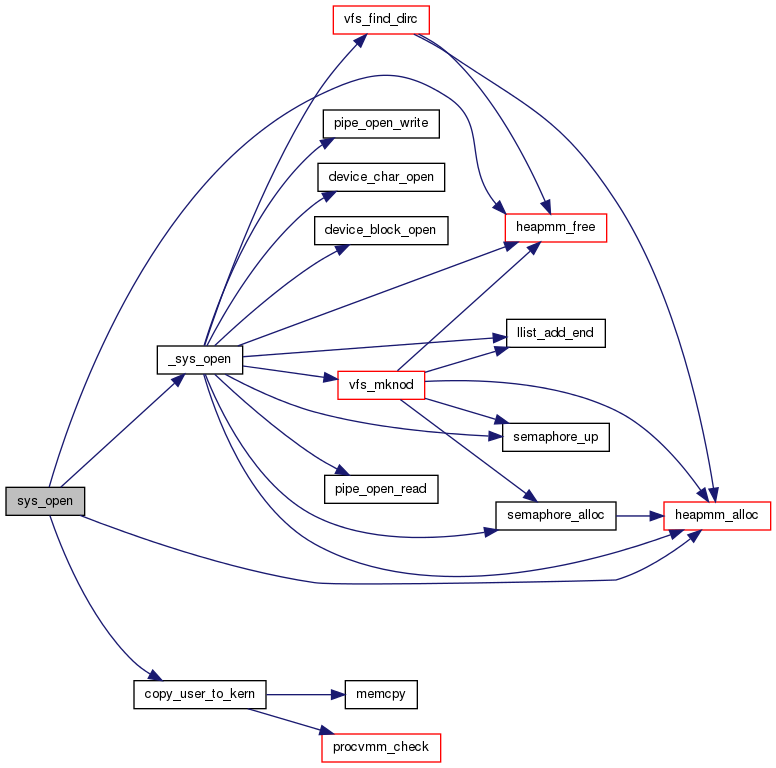 vfs_find_dirc
pipe_open_write
device_char_open
heapmm_free
device_block_open
llist_add_end
_sys_open
vfs_mknod
semaphore_up
pipe_open_read
sys_open
semaphore_alloc
heapmm_alloc
copy_user_to_kern
memcpy
procvmm_check